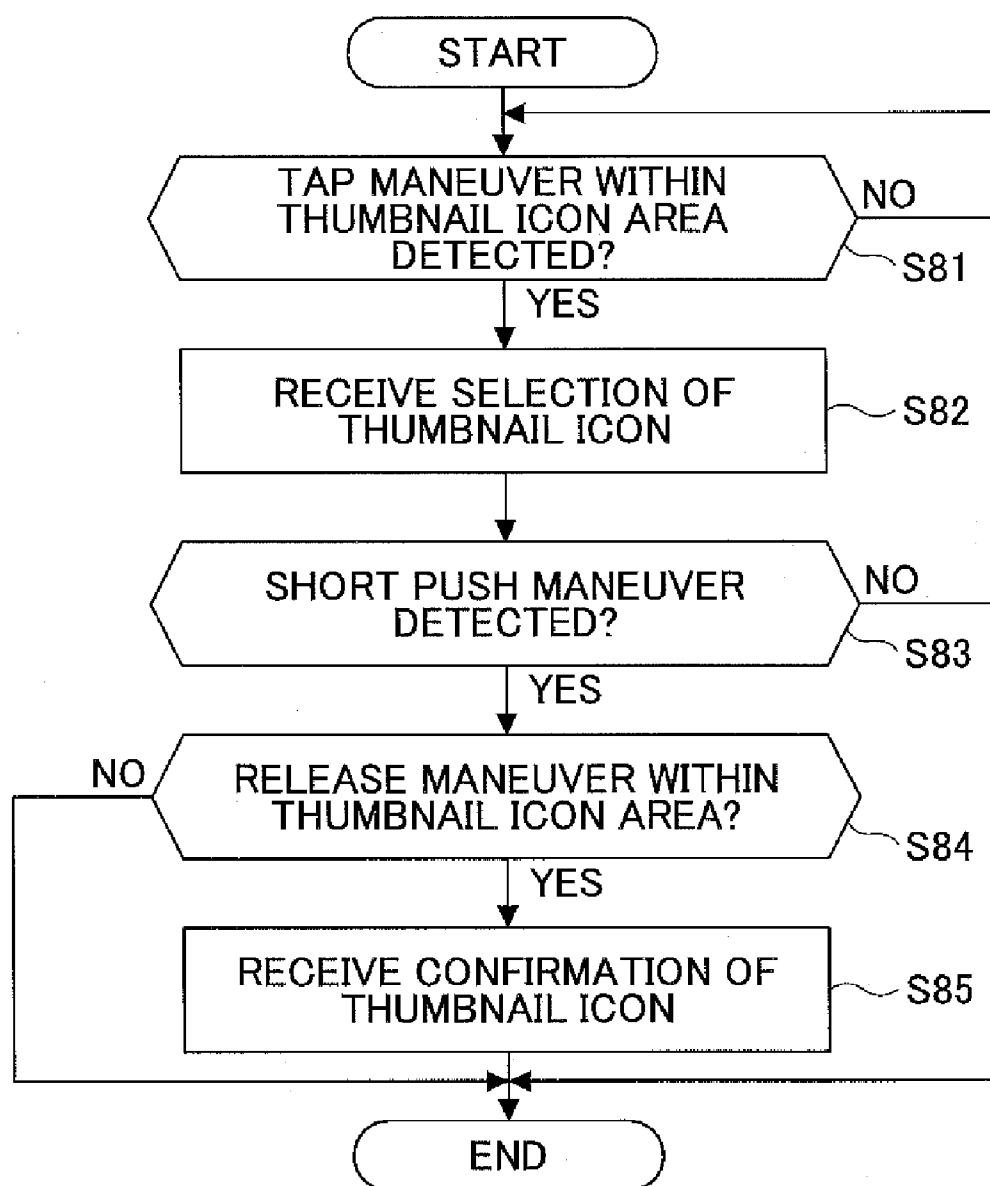 START
TAP MANEUVER WITHIN
THUMBNAIL ICON AREA
DETECTED?
NO
S81
YES
RECEIVE SELECTION OF
THUMBNAIL ICON
S82
SHORT PUSH MANEUVER
DETECTED?
NO
S83
YES
NO
RELEASE MANEUVER WITHIN
THUMBNAIL ICON AREA?
S84
YES
RECEIVE CONFIRMATION OF
THUMBNAIL ICON
S85
END